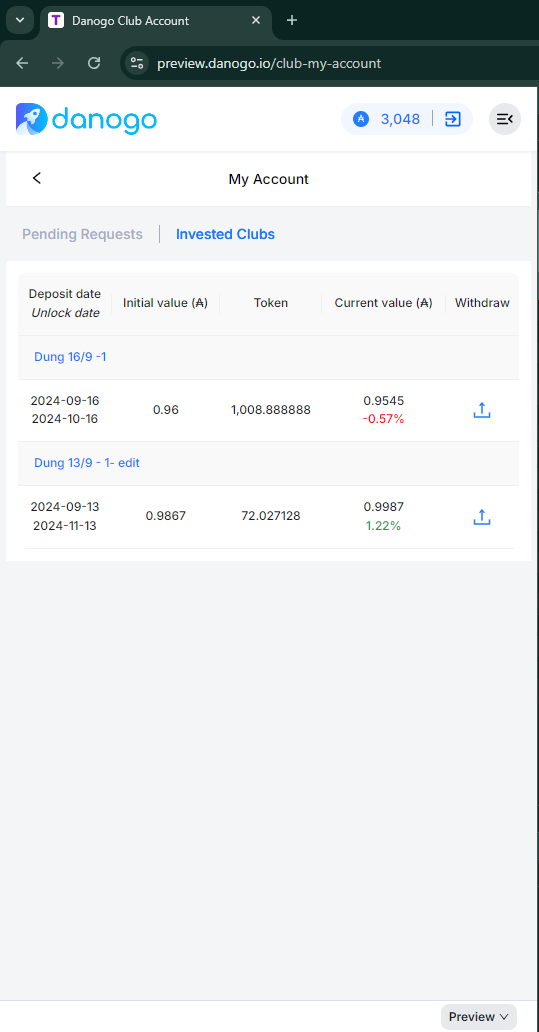 Danogo Club Account
preview.danogo.io/club-my-account
danogo
3,048
My Account
Pending Requests
Invested Clubs
Deposit date
Unlock date
Initial value (₳)
Token
Current value (₳)
Withdraw
Dung 16/9 -1
2024-09-16
2024-10-16
0.96
1,008.888888
0.9545
-0.57%
Dung 13/9 - 1- edit
2024-09-13
2024-11-13
0.9867
72.027128
0.9987
1.22%
Preview